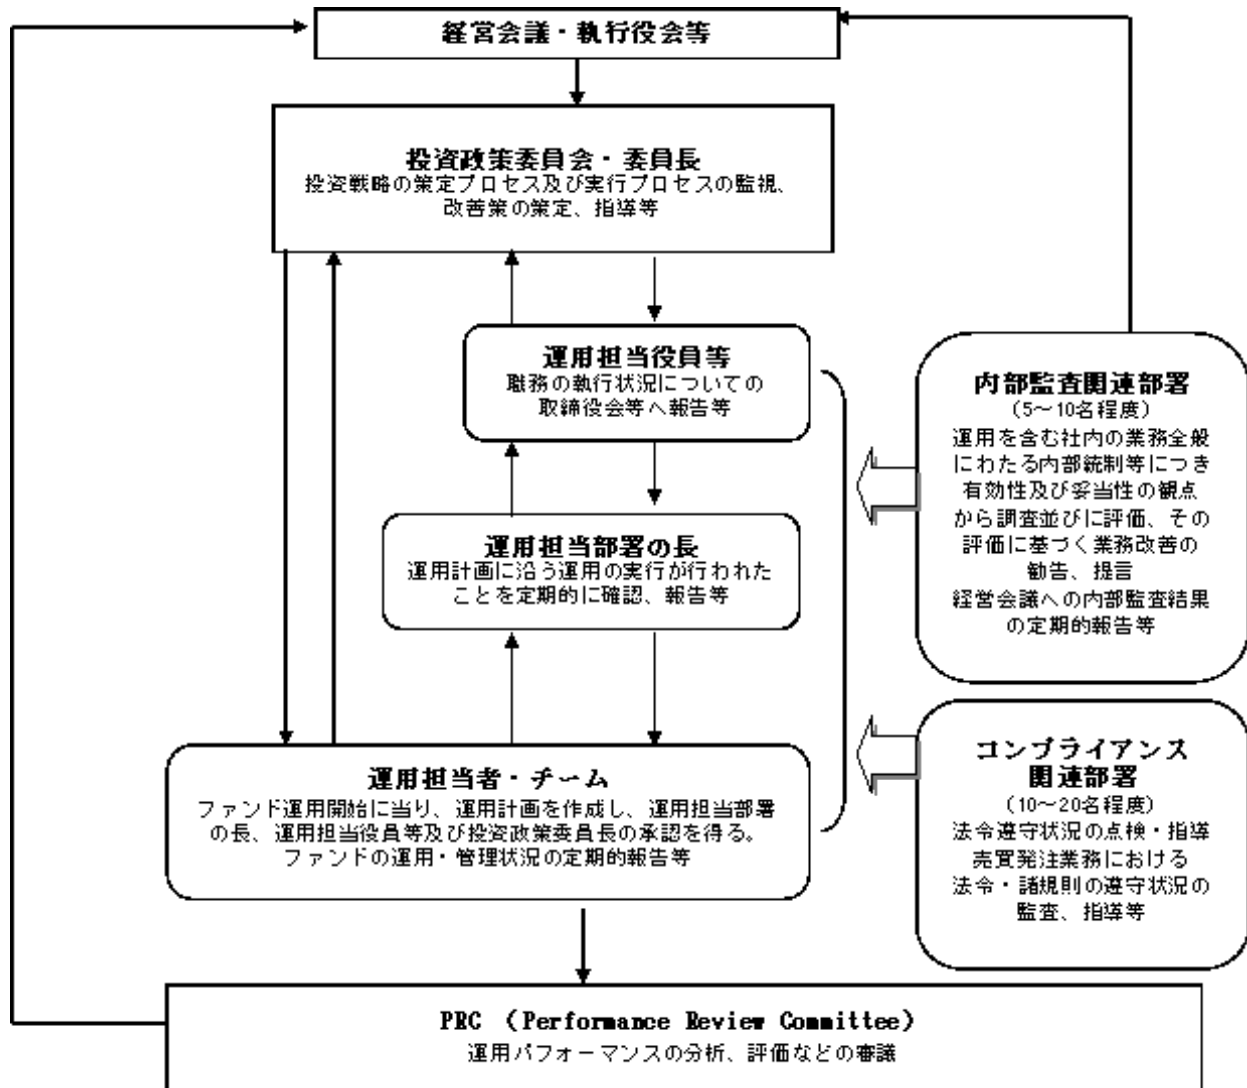 経営会議・執行役会等
投資政策委員会・委員長
投資戦略の策定プロセス及び実行プロセスの監視、
改善策の策定、指導等
運用担当役員等
職務の執行状況についての
取締役会等へ報告等
運用担当部署の長
運用計画に沿う運用の実行が行われた
ことを定期的に確認、報告等
運用担当者・チーム
ファンド運用開始に当り、運用計画を作成し、運用担当部署
の長、運用担当役員等及び投資政策委員長の承認を得る。
ファンドの運用・管理状況の定期的報告等
内部監査関連部署
（5～10名程度）
運用を含む社内の業務全般
にわたる内部統制等につき
有効性及び妥当性の観点
から調査並びに評価、その
評価に基づく業務改善の
勧告、提言
経営会議への内部監査結果
の定期的報告等
コンプライアンス
関連部署
（10～20名程度）
法令遵守状況の点検・指導
売買発注業務における
法令・諸規則の遵守状況の
監査、指導等
PRC （Performance Review Committee）
運用パフォーマンスの分析、評価などの審議